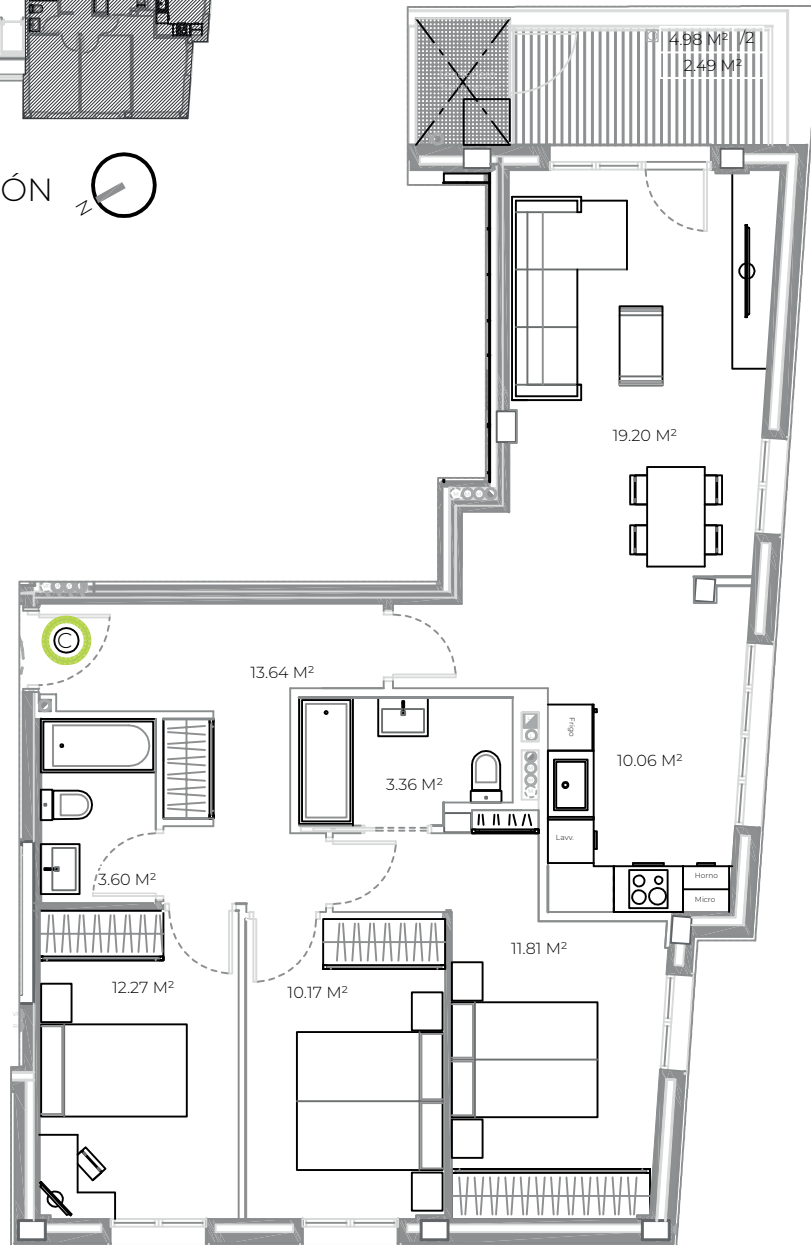 4.98 M² /2
2.49 M²
ÓN
N
19.20 M²
C
13.64 M²
Frigo
10.06 M²
3.36 M²
Lavv.
3.60 M²
Horno
Micro
11.81 M²
12.27 M²
10.17 M²